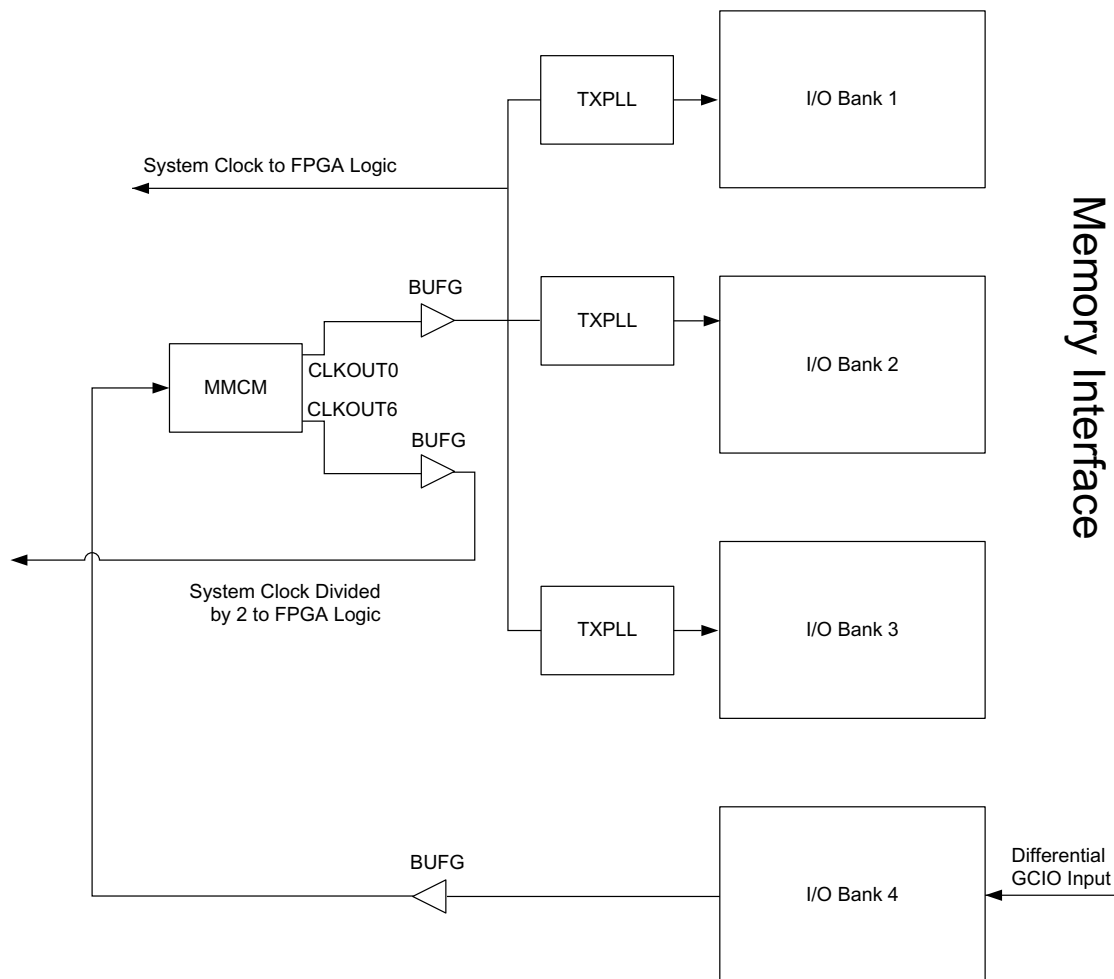 TXPLL
I/O Bank 1
System Clock to FPGA Logic
BUFG
TXPLL
I/O Bank 2
MMCM
CLKOUT0
CLKOUT6
BUFG
System Clock Divided
by 2 to FPGA Logic
TXPLL
I/O Bank 3
BUFG
I/O Bank 4
Differential
GCIO Input
Memory Interface